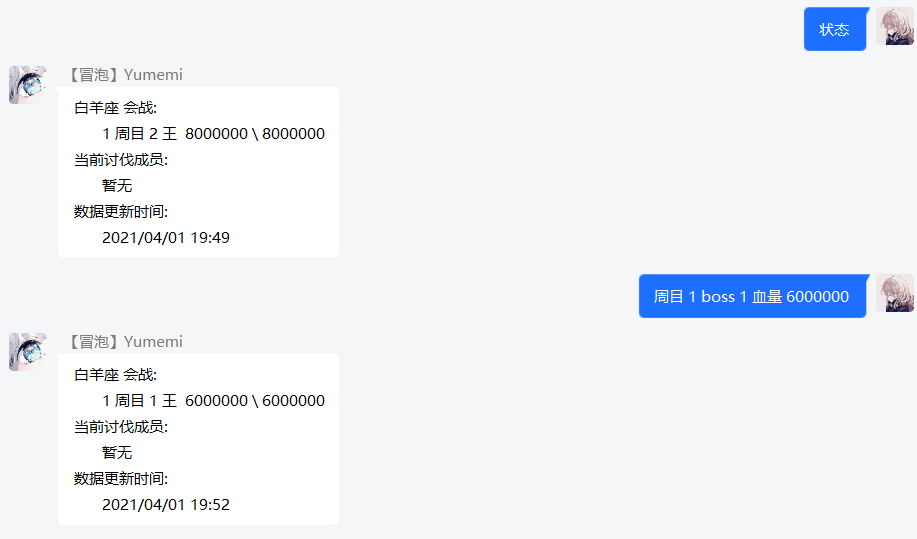 状态
【冒泡】Yumemi
白羊座 会战:
1 周目 2 王  8000000 \ 8000000
当前讨伐成员:
暂无
数据更新时间:
2021/04/01 19:49
周目 1 boss 1 血量 6000000
【冒泡】Yumemi
白羊座 会战:
1 周目 1 王  6000000 \ 6000000
当前讨伐成员:
暂无
数据更新时间:
2021/04/01 19:52